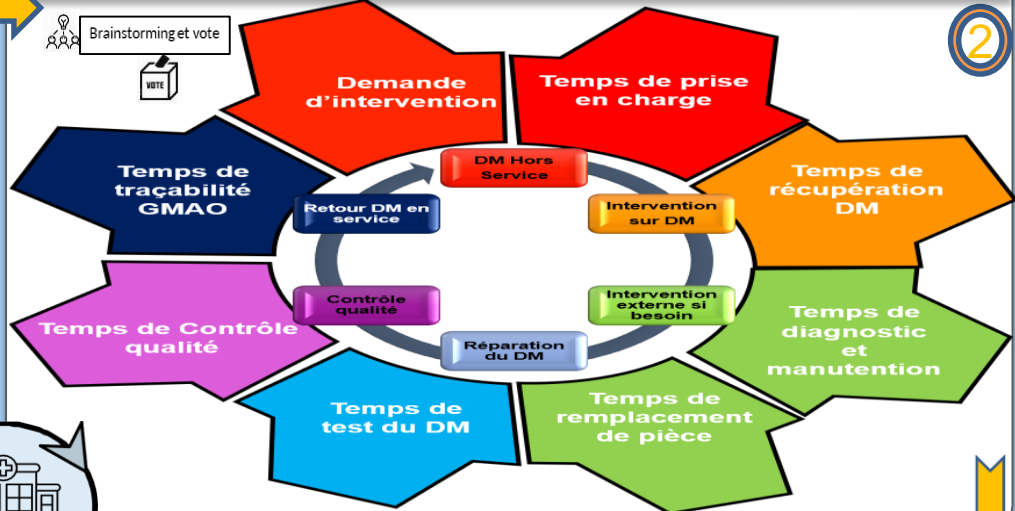 Brainstorming et vote
VOTE
2
Demande
d'intervention
Temps de prise
en charge
Temps de
récupération
DM
Temps de
diagnostic
et
manutention
Temps de
remplacement
de pièce
Temps de
test du DM
Temps de Contrôle
qualité
Temps de
traçabilité
GMAO
DM Hors
Service
Intervention
sur DM
Intervention
externe si
besoin
Réparation
du DM
Contrôle
qualité
Retour DM en
service